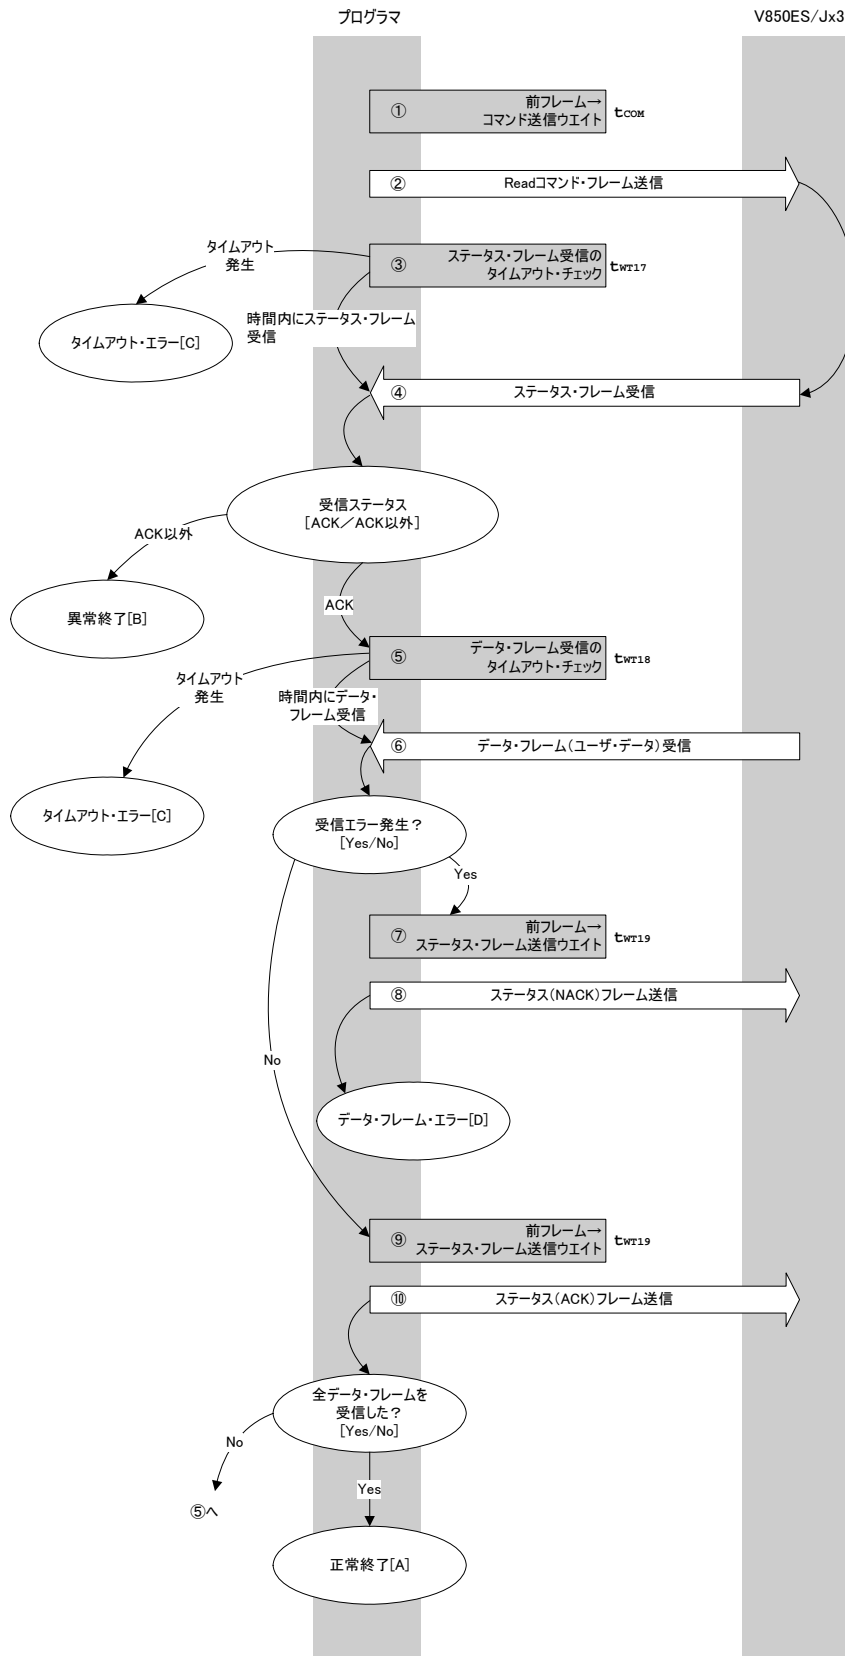 プログラマ
V850ES/Jx3
① 前フレーム→
コマンド送信ウエイト
tCOM
② Readコマンド・フレーム送信
タイムアウト
発生
③ ステータス・フレーム受信の
タイムアウト・チェック
tWT17
時間内にステータス・フレーム
受信
タイムアウト・エラー[C]
④ ステータス・フレーム受信
受信ステータス
[ACK／ACK以外]
ACK以外
ACK
異常終了[B]
⑤ データ・フレーム受信の
タイムアウト・チェック
tWT18
タイムアウト
発生
時間内にデータ・
フレーム受信
⑥ データ・フレーム（ユーザ・データ）受信
タイムアウト・エラー[C]
受信エラー発生？
[Yes/No]
Yes
⑦ 前フレーム→
ステータス・フレーム送信ウエイト
tWT19
⑧ ステータス（NACK）フレーム送信
No
データ・フレーム・エラー[D]
⑨ 前フレーム→
ステータス・フレーム送信ウエイト
tWT19
⑩ ステータス（ACK）フレーム送信
全データ・フレームを
受信した？
[Yes/No]
No
Yes
⑤へ
正常終了[A]